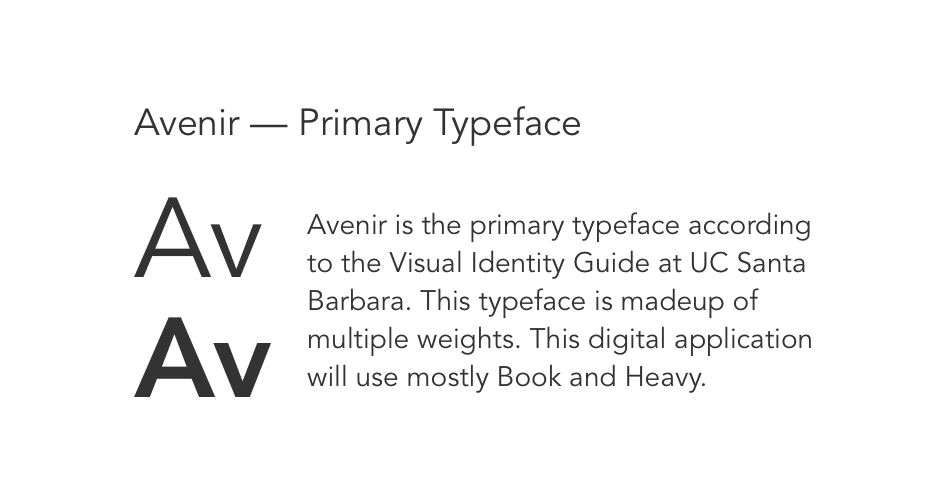 Avenir — Primary Typeface
Av
Avenir is the primary typeface according
to the Visual Identity Guide at UC Santa
Barbara. This typeface is madeup of
Av
multiple weights. This digital application
will use mostly Book and Heavy.